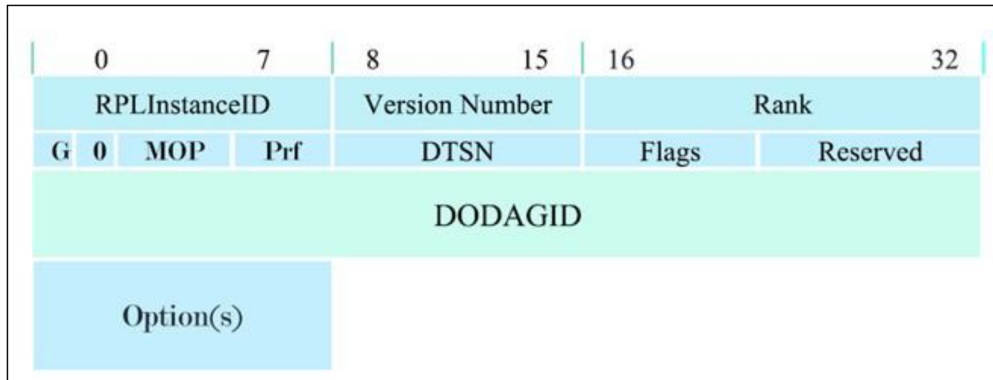 0 7 8 15 16 32
RPLInstanceID Version Number Rank
G 0 MOP Prf DTSN Flags Reserved
DODAGID
Option(s)